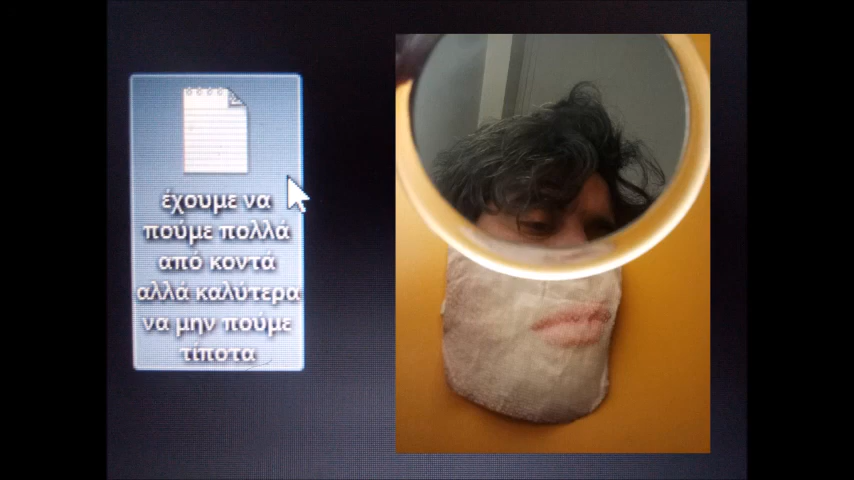 έχουμε να
πούμε πολλά
από κοντά
αλλά καλύτερα
να μην πούμε
τίποτα